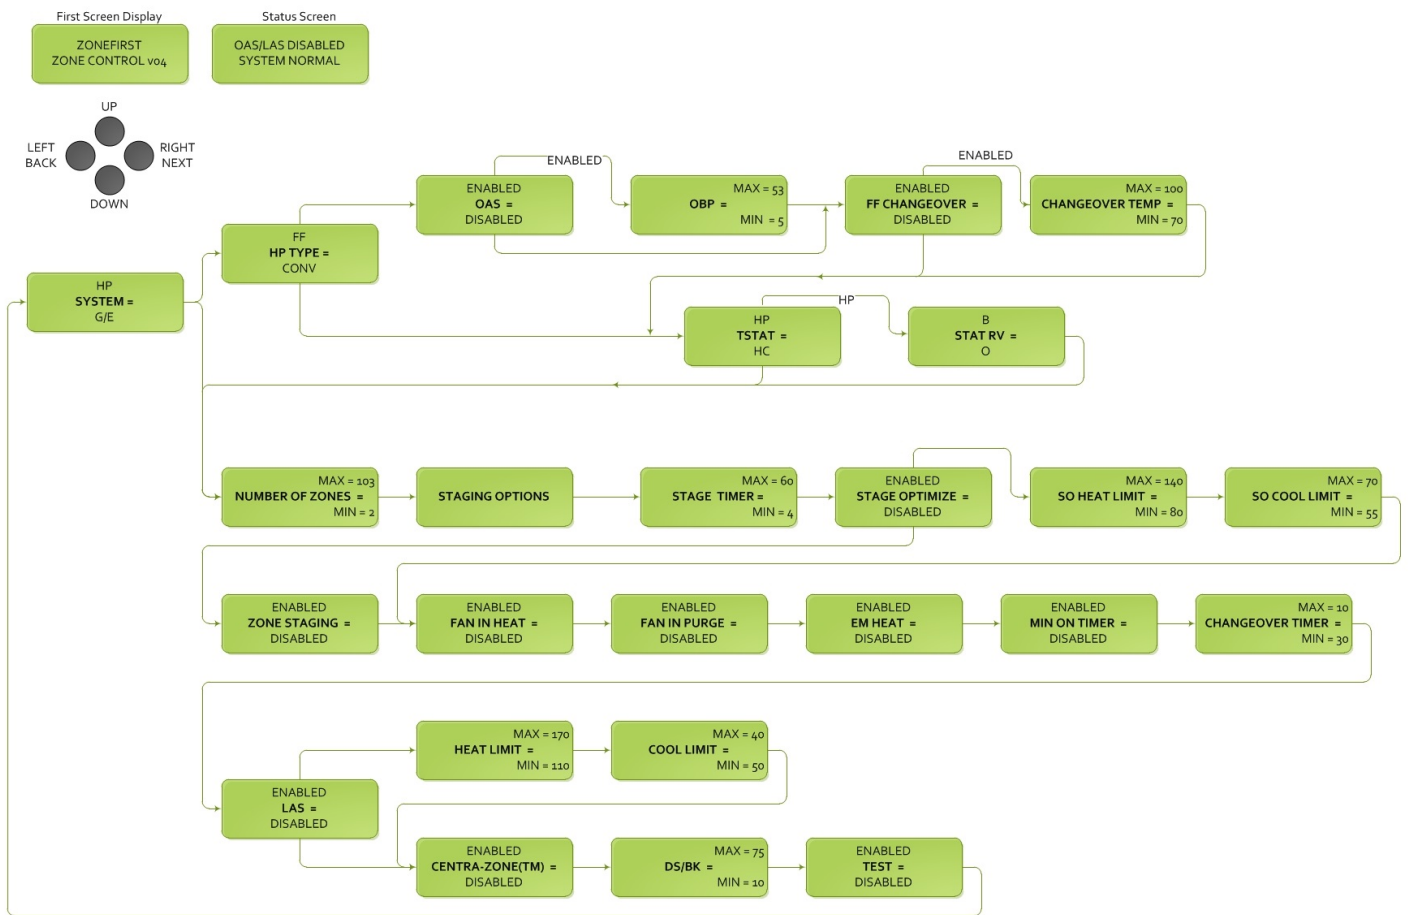 First Screen Display
Status Screen
ZONEFIRST
ZONE CONTROL v04
OAS/LAS DISABLED
SYSTEM NORMAL
UP
LEFT
BACK
RIGHT
NEXT
DOWN
HP
SYSTEM =
G/E
FF
HP TYPE =
CONV
ENABLED
OAS =
DISABLED
ENABLED
MAX = 53
OBP =
MIN = 5
ENABLED
FF CHANGEOVER =
DISABLED
ENABLED
MAX = 100
CHANGEOVER TEMP =
MIN = 70
HP
TSTAT =
HC
HP
B
STAT RV =
O
MAX = 103
NUMBER OF ZONES =
MIN = 2
STAGING OPTIONS
MAX = 60
STAGE TIMER =
MIN = 4
ENABLED
STAGE OPTIMIZE =
DISABLED
MAX = 140
SO HEAT LIMIT =
MIN = 80
MAX = 70
SO COOL LIMIT =
MIN = 55
ENABLED
ZONE STAGING =
DISABLED
ENABLED
FAN IN HEAT =
DISABLED
ENABLED
FAN IN PURGE =
DISABLED
ENABLED
EM HEAT =
DISABLED
ENABLED
MIN ON TIMER =
DISABLED
MAX = 10
CHANGEOVER TIMER =
MIN = 30
ENABLED
LAS =
DISABLED
MAX = 170
HEAT LIMIT =
MIN = 110
MAX = 40
COOL LIMIT =
MIN = 50
ENABLED
CENTRA-ZONE(TM) =
DISABLED
MAX = 75
DS/BK =
MIN = 10
ENABLED
TEST =
DISABLED